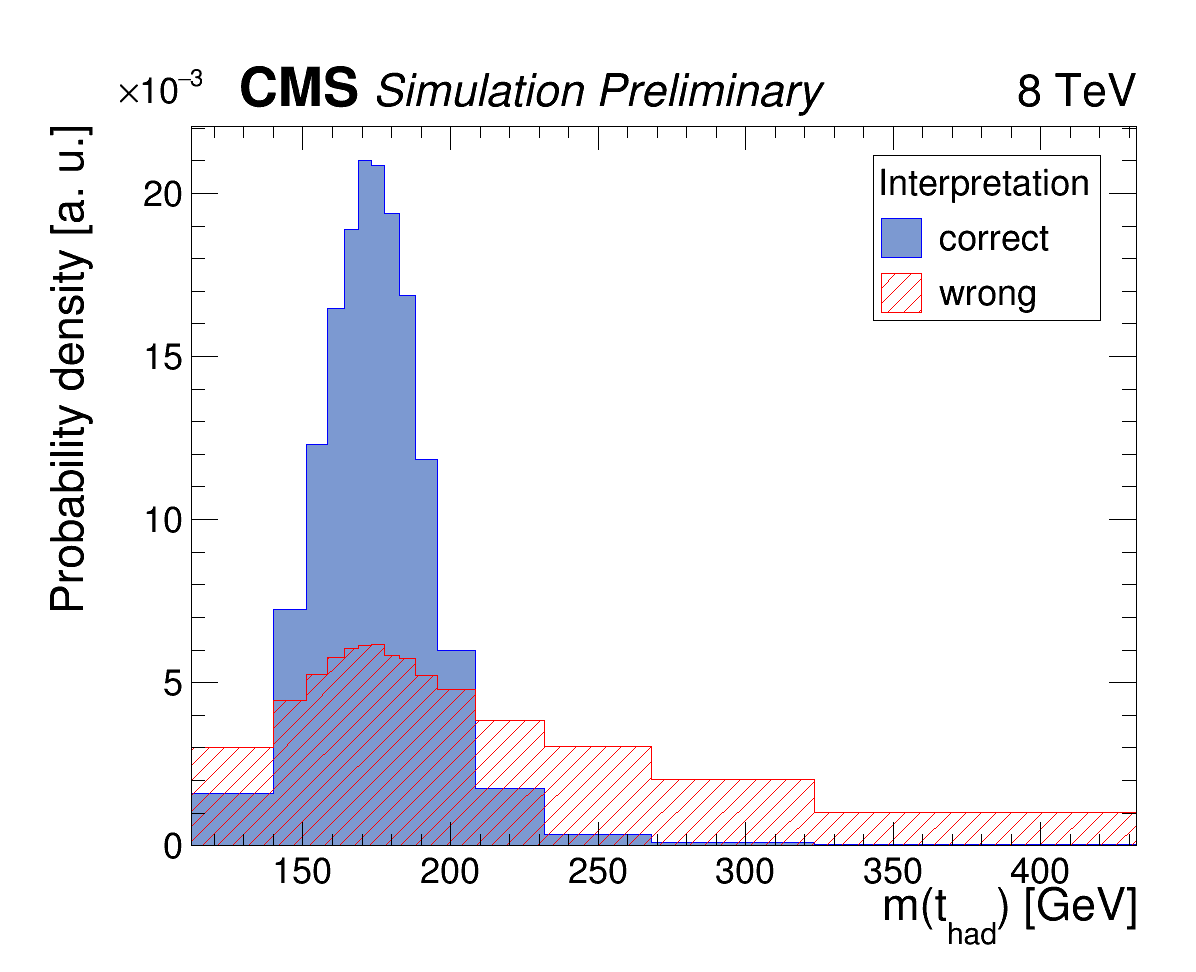 ×10⁻³ CMS Simulation Preliminary 8 TeV
Probability density [a. u.]
Interpretation
correct
wrong
20
15
10
5
0
150 200 250 300 350 400
m(t_had) [GeV]